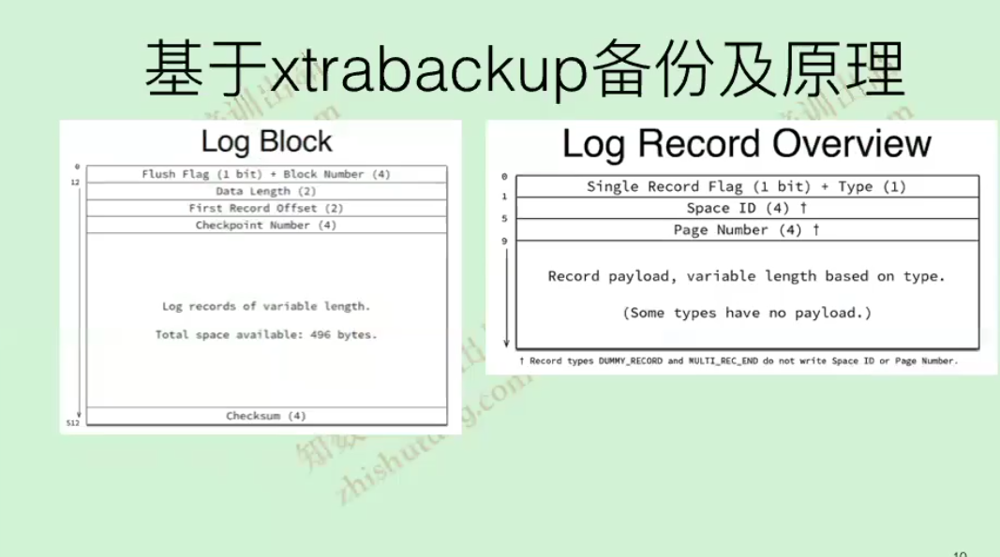 基于xtrabackup备份及原理
Log Block
0
Flush Flag (1 bit) + Block Number (4)
12
Data Length (2)
First Record Offset (2)
Checkpoint Number (4)
Log records of variable length.
Total space available: 496 bytes.
Checksum (4)
512
Log Record Overview
0
Single Record Flag (1 bit) + Type (1)
1
Space ID (4) ↑
5
Page Number (4) ↑
9
Record payload, variable length based on type.
(Some types have no payload.)
↑ Record types DUMMY_RECORD and MULTI_REC_END do not write Space ID or Page Number.